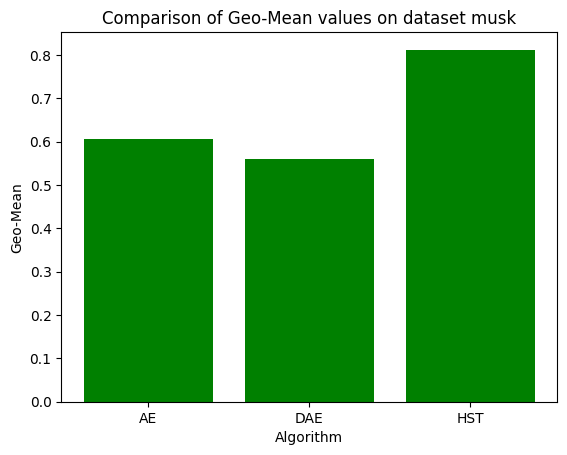 Comparison of Geo-Mean values on dataset musk
0.8
0.7
0.6
0.5
0.4
0.3
0.2
0.1
0.0
Geo-Mean
AE DAE HST
Algorithm